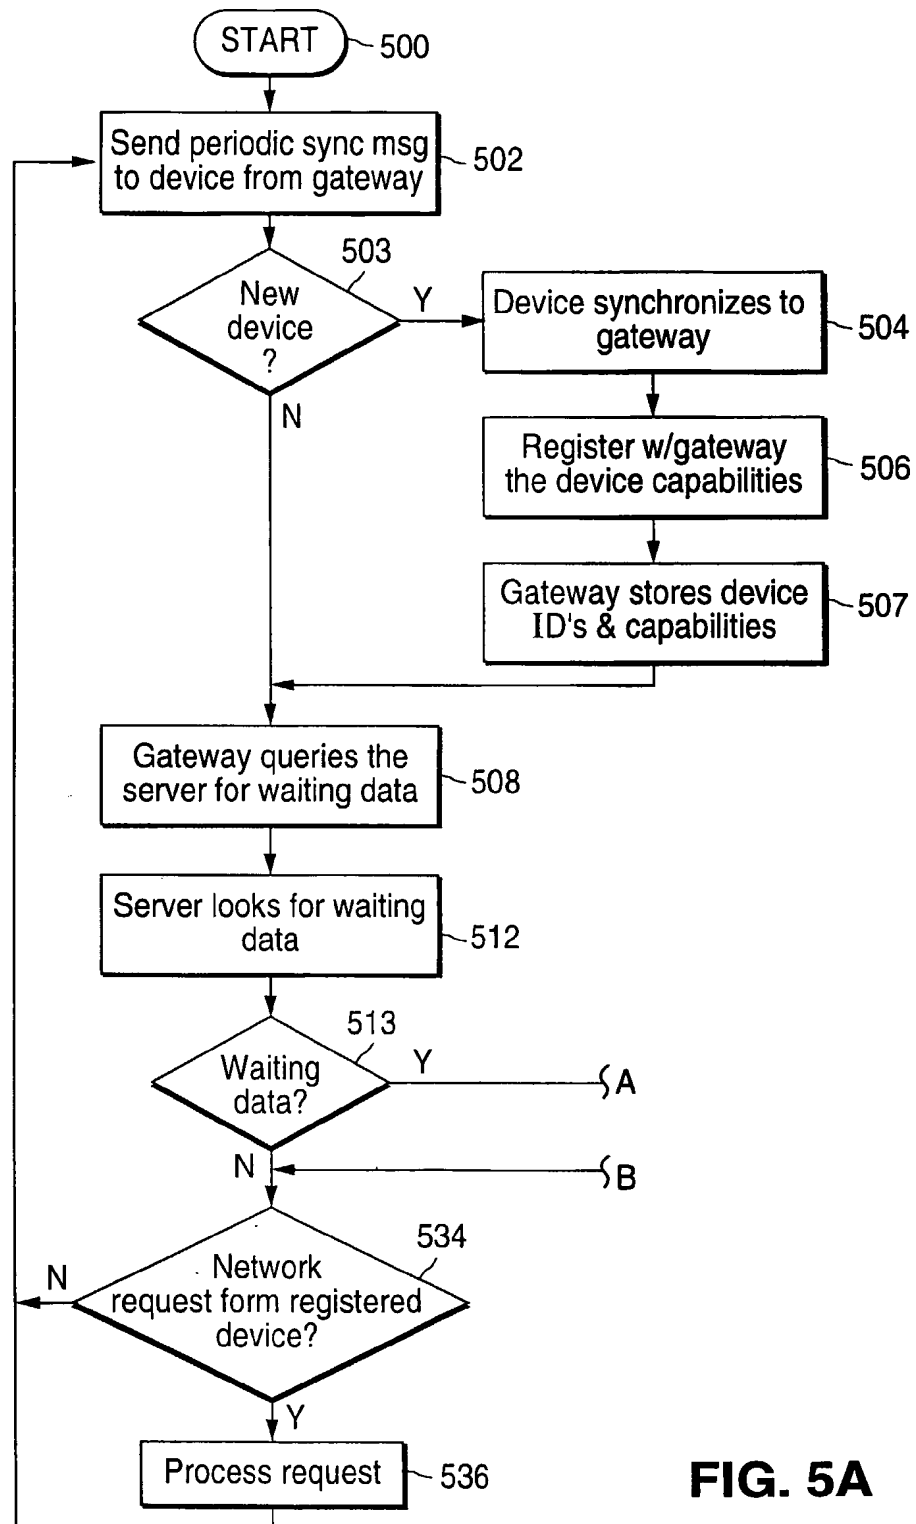 START
500
Send periodic sync msg
to device from gateway
502
503
New
device
?
Y
N
Device synchronizes to
gateway
504
Register w/gateway
the device capabilities
506
Gateway stores device
ID's & capabilities
507
Gateway queries the
server for waiting data
508
Server looks for waiting
data
512
513
Waiting
data?
Y
A
N
B
534
Network
request form registered
device?
N
Y
Process request
536
FIG. 5A